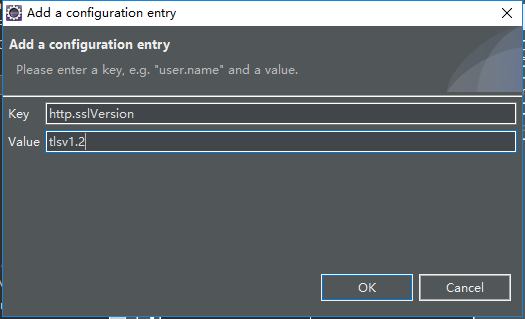 Add a configuration entry
Add a configuration entry
Please enter a key, e.g. "user.name" and a value.
Key http.sslVersion
Value tlsv1.2
OK Cancel